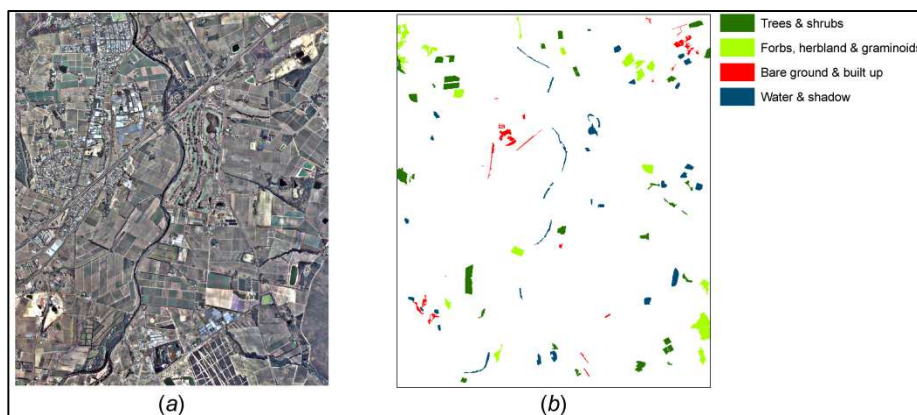 Trees & shrubs
Forbs, herbland & graminoids
Bare ground & built up
Water & shadow
(a)
(b)